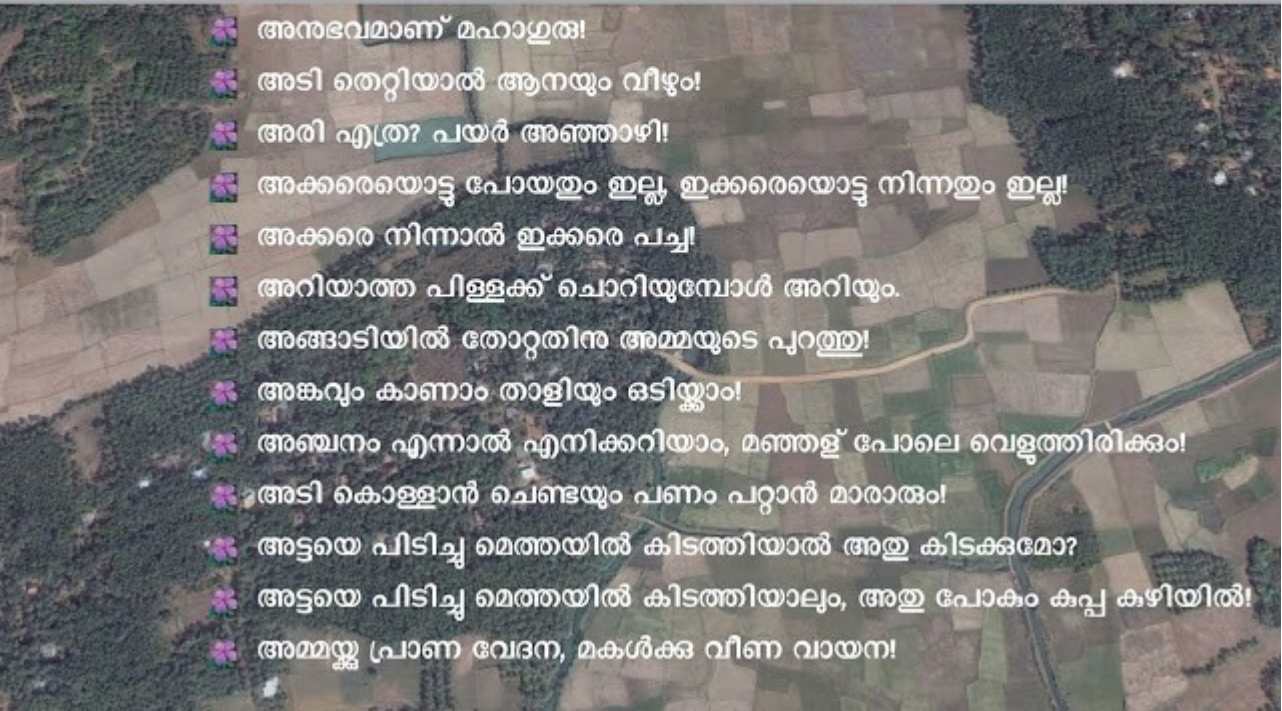 അനുഭവമാണ് മഹാഗുരു!
അടി തെറ്റിയാൽ ആനയും വീഴും!
അരി എത്ര? പയർ അഞ്ഞാഴി!
അക്കരെയൊട്ടു പോയതും ഇല്ല, ഇക്കരെയൊട്ടു നിന്നതും ഇല്ല!
അക്കരെ നിന്നാൽ ഇക്കരെ പച്ച!
അറിയാത്ത പിള്ളക്ക് ചൊറിയുമ്പോൾ അറിയും.
അങ്ങാടിയിൽ തോറ്റതിനു അമ്മയുടെ പുറത്തു!
അങ്കവും കാണാം താളിയും ഒടിയ്ക്കാം!
അഞ്ചനം എന്നാൽ എനിക്കറിയാം, മഞ്ഞള് പോലെ വെളുത്തിരിക്കും!
അടി കൊള്ളാൻ ചെണ്ടയും പണം പറ്റാൻ മാരാരും!
അട്ടയെ പിടിച്ചു മെത്തയിൽ കിടത്തിയാൽ അതു കിടക്കുമോ?
അട്ടയെ പിടിച്ചു മെത്തയിൽ കിടത്തിയാലും, അതു പോകും കുപ്പ കുഴിയിൽ!
അമ്മയ്ക്കു പ്രാണ വേദന, മകൾക്കു വീണ വായന!